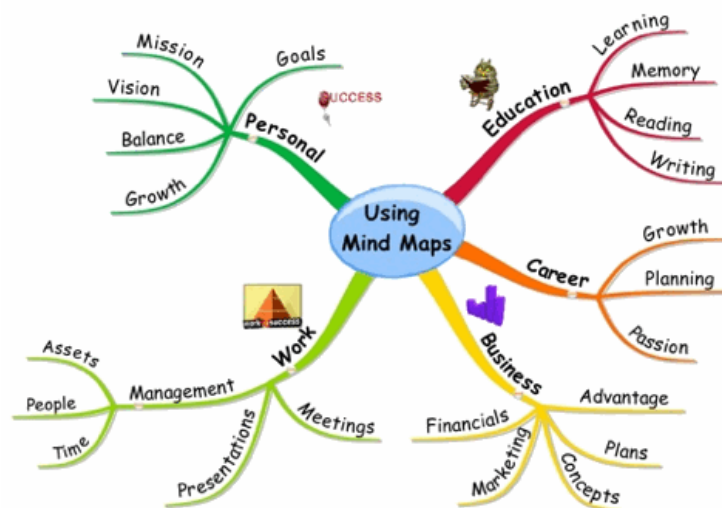 Using
Mind Maps
Education
Learning
Memory
Reading
Writing
Career
Growth
Planning
Passion
Business
Advantage
Plans
Concepts
Marketing
Financials
Work
Meetings
Presentations
Management
Assets
People
Time
Personal
Goals
Mission
Vision
Balance
Growth
SUCCESS
success